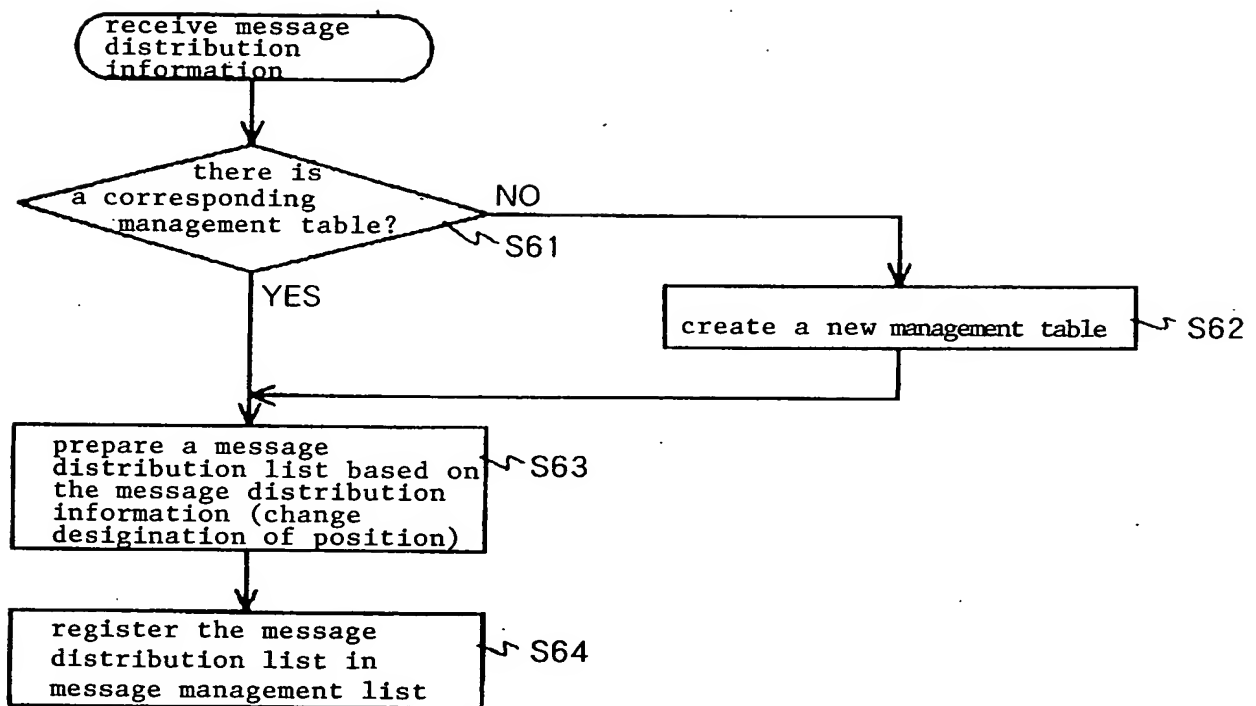 receive message
distribution
information
there is
a corresponding
management table?
NO
S61
YES
create a new management table
S62
prepare a message
distribution list based on
the message distribution
information (change
desigination of position)
S63
register the message
distribution list in
message management list
S64